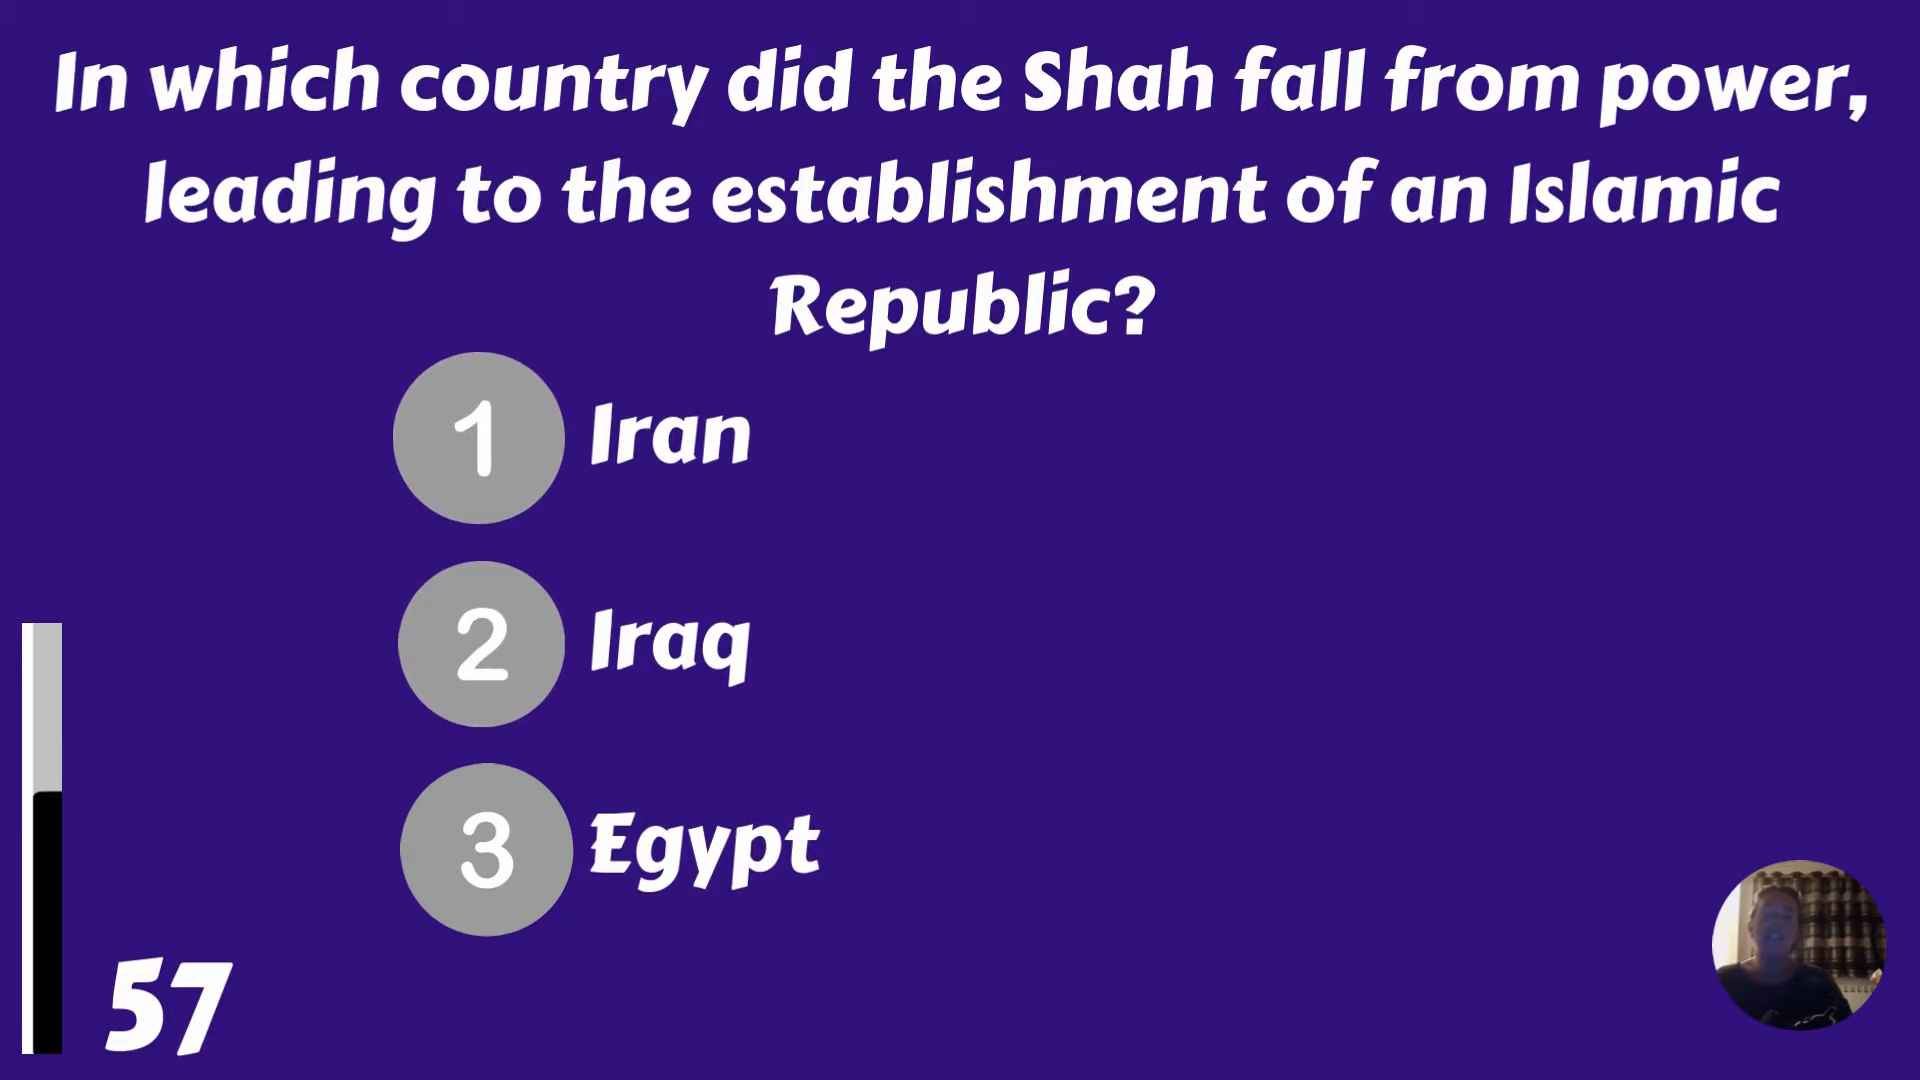 In which country did the Shah fall from power,
leading to the establishment of an Islamic
Republic?
1 Iran
2 Iraq
3 Egypt
57